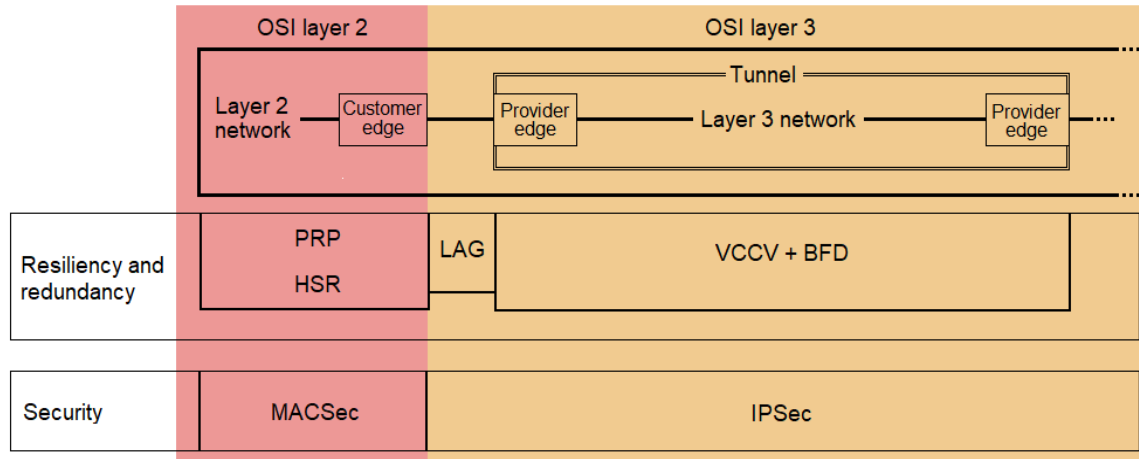 OSI layer 2
OSI layer 3
Tunnel
Layer 2
network
Customer
edge
Provider
edge
Layer 3 network
Provider
edge
Resiliency and
redundancy
PRP
HSR
LAG
VCCV + BFD
Security
MACSec
IPSec